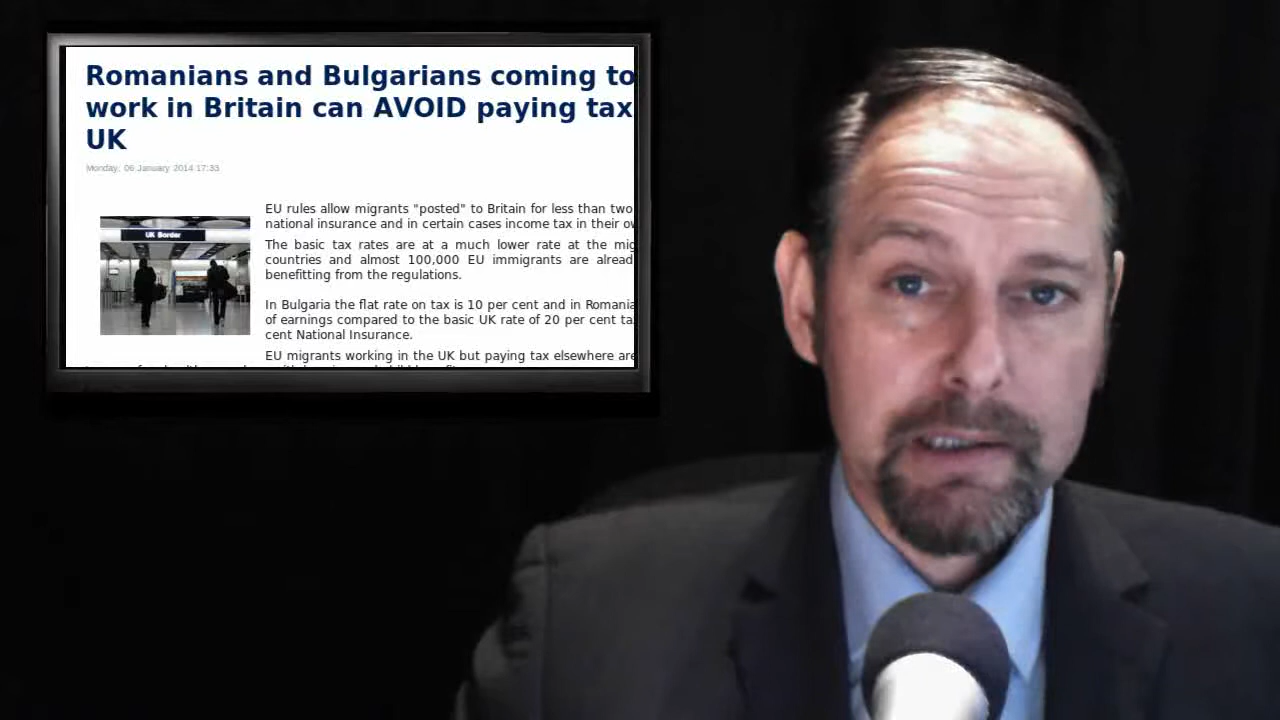 Romanians and Bulgarians coming to
work in Britain can AVOID paying tax
UK
Monday, 06 January 2014 17:33
UK Border
EU rules allow migrants "posted" to Britain for less than two
national insurance and in certain cases income tax in their
The basic tax rates are at a much lower rate at the
countries and almost 100,000 EU immigrants are
benefitting from the regulations.
In Bulgaria the flat rate on tax is 10 per cent and in Romania
of earnings compared to the basic UK rate of 20 per cent
cent National Insurance.
EU migrants working in the UK but paying tax elsewhere are